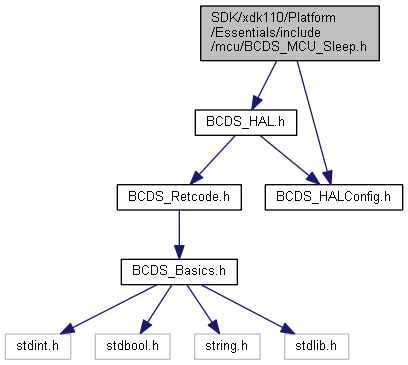 SDK/xdk110/Platform
/Essentials/include
/mcu/BCDS_MCU_Sleep.h
BCDS_HAL.h
BCDS_Retcode.h
BCDS_HALConfig.h
BCDS_Basics.h
stdint.h
stdbool.h
string.h
stdlib.h